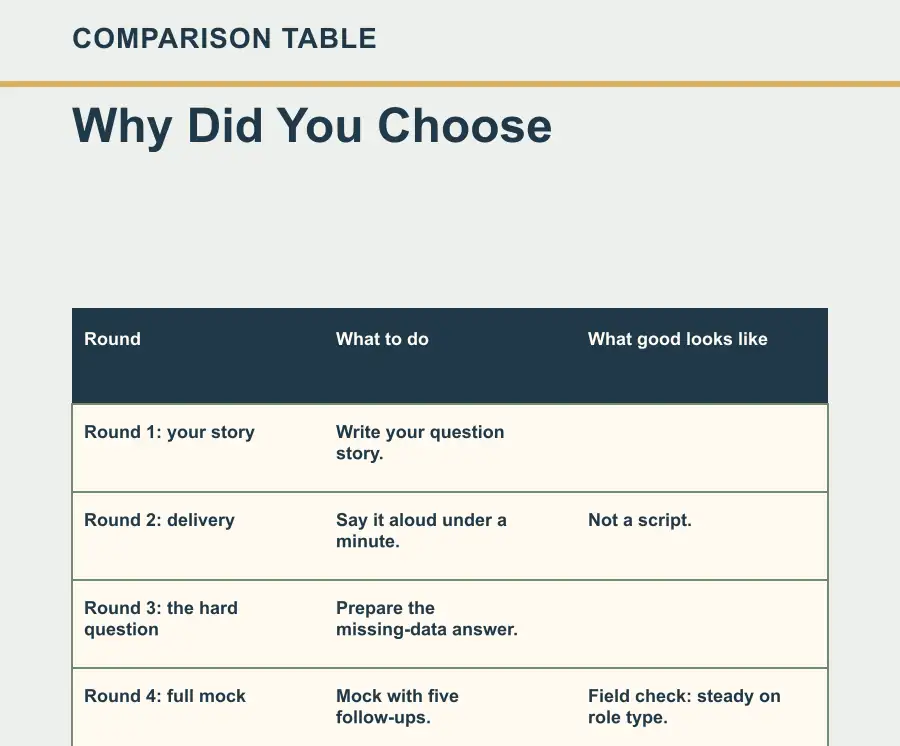 COMPARISON TABLE
Why Did You Choose
Round What to do What good looks like
Round 1: your story Write your question
story.
Round 2: delivery Say it aloud under a Not a script.
minute.
Round 3: the hard Prepare the
question missing-data answer.
Round 4: full mock Mock with five Field check: steady on
follow-ups. role type.